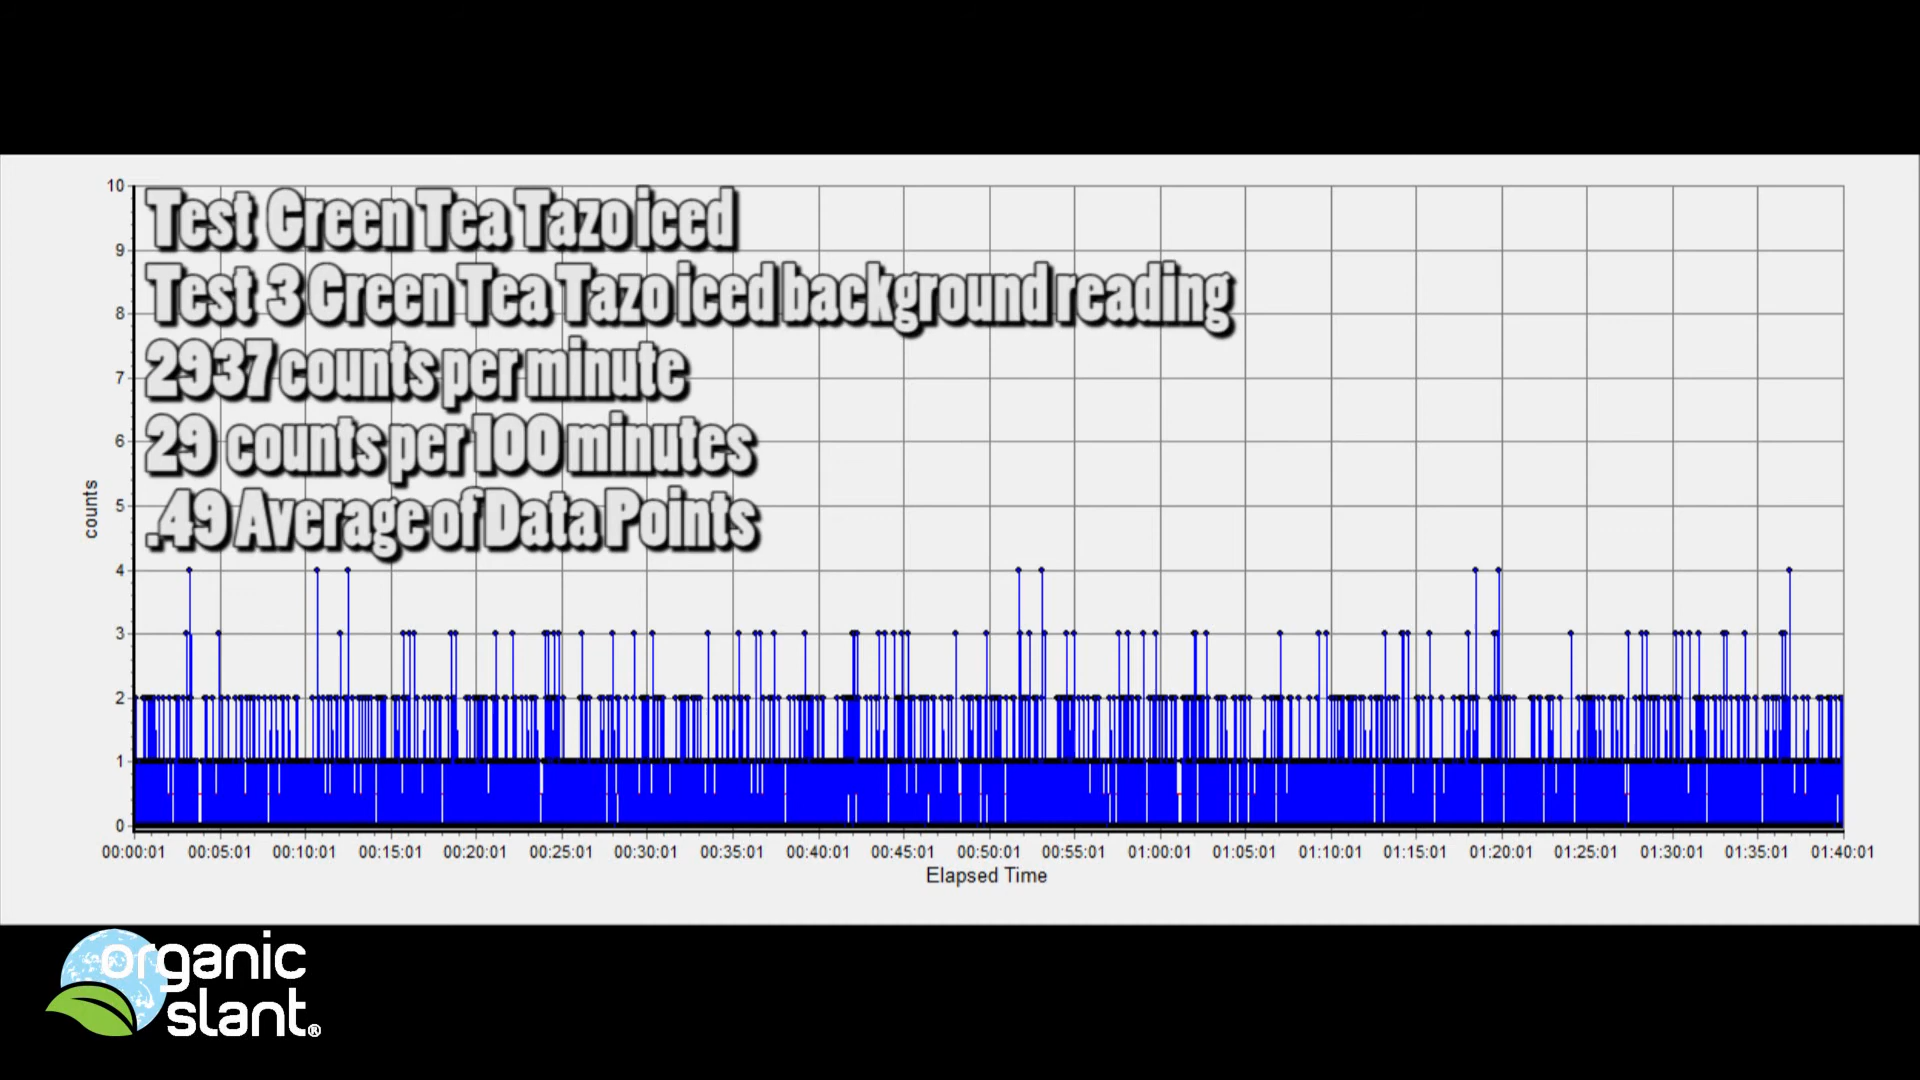 Test Green Tea Tazo iced
Test 3 Green Tea Tazo iced background reading
2937 counts per minute
29 counts per 100 minutes
.49 Average of Data Points
10
9
8
7
6
5
4
3
2
1
0
counts
00:00:01 00:05:01 00:10:01 00:15:01 00:20:01 00:25:01 00:30:01 00:35:01 00:40:01 00:45:01 00:50:01 00:55:01 01:00:01 01:05:01 01:10:01 01:15:01 01:20:01 01:25:01 01:30:01 01:35:01 01:40:01
Elapsed Time
organic
slant®